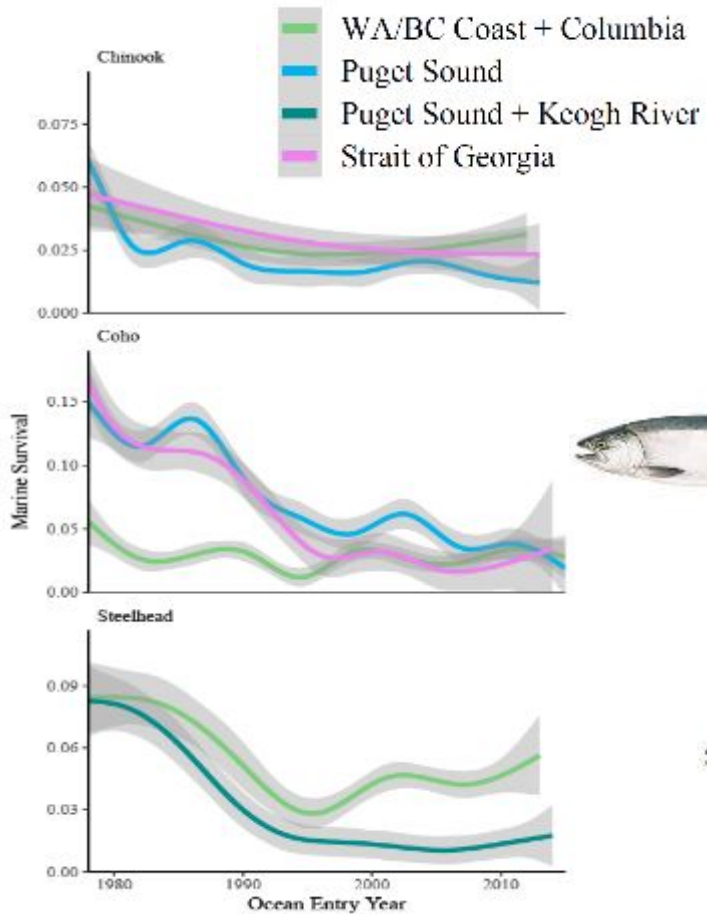 WA/BC Coast + Columbia
Puget Sound
Puget Sound + Keogh River
Strait of Georgia
Chinook
0.075
0.050
0.025
0.000
Coho
0.15
0.10
0.05
0.00
Marine Survival
Steelhead
0.09
0.06
0.03
0.00
1980 1990 2000 2010
Ocean Entry Year